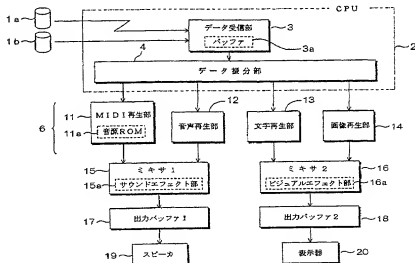 CPU
1a
1b
データ受信部
3
バッファ
3a
2
4
データ振分部
6
11
MIDI再生部
11a
音源ROM
12
音声再生部
13
文字再生部
画像再生部
14
15
ミキサ1
15a
サウンドエフェクト部
ミキサ2
16
ビジュアルエフェクト部
16a
17
出力バッファ1
出力バッファ2
18
19
スピーカ
表示器
20